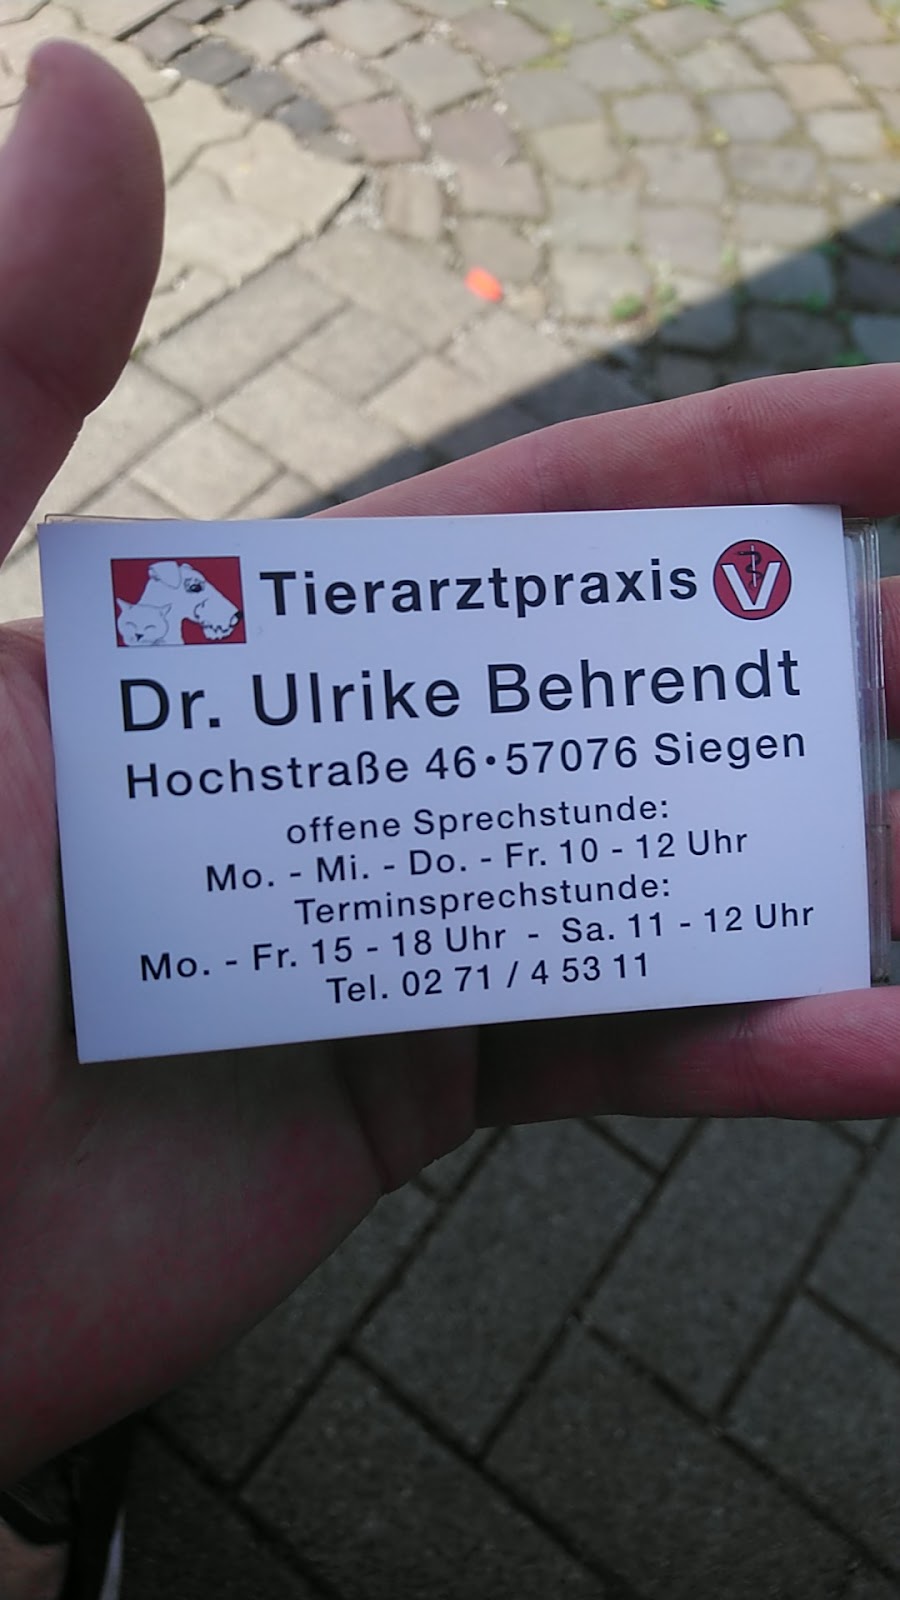 Tierarztpraxis V
Dr. Ulrike Behrendt
Hochstraße 46•57076 Siegen
offene Sprechstunde:
Mo. - Mi. - Do. - Fr. 10 - 12 Uhr
Terminsprechstunde:
Mo. - Fr. 15 - 18 Uhr - Sa. 11 - 12 Uhr
Tel. 02 71 / 4 53 11